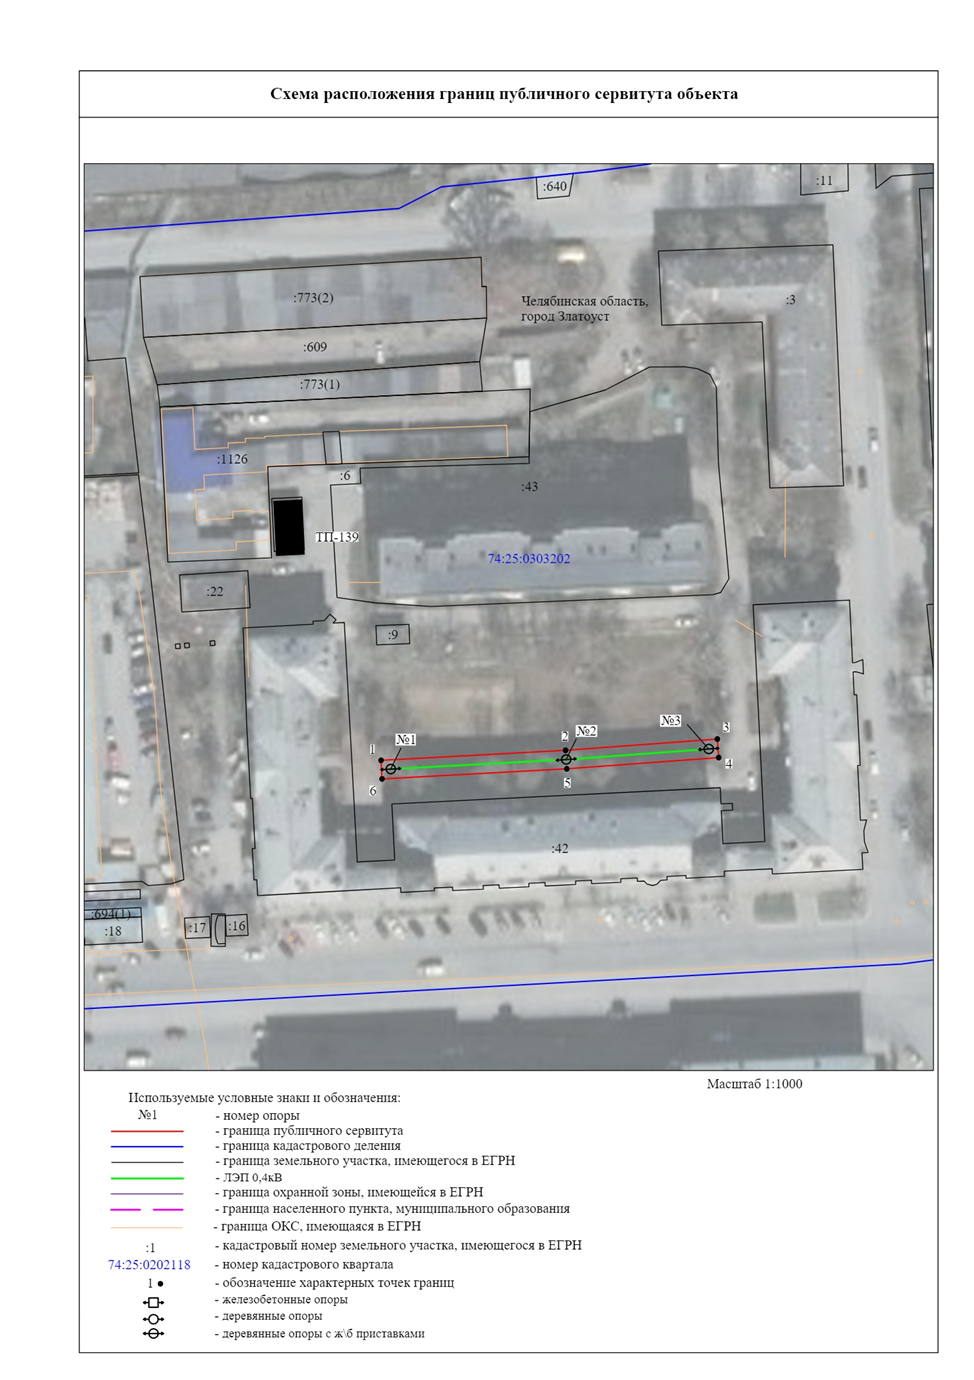 Схема расположения границ публичного сервитута объекта
:640
:11
:773(2)
Челябинская область,
город Златоуст
:3
:609
:773(1)
:1126
:6
:43
ТП-139
74:25:0303202
:22
:9
№3
3
№1
2
№2
1
4
6
5
:42
:694(1)
:18
:17
:16
Масштаб 1:1000
Используемые условные знаки и обозначения:
№1 - номер опоры
- граница публичного сервитута
- граница кадастрового деления
- граница земельного участка, имеющегося в ЕГРН
- ЛЭП 0,4кВ
- граница охранной зоны, имеющейся в ЕГРН
- граница населенного пункта, муниципального образования
- граница ОКС, имеющаяся в ЕГРН
:1 - кадастровый номер земельного участка, имеющегося в ЕГРН
74:25:0202118 - номер кадастрового квартала
1 - обозначение характерных точек границ
- железобетонные опоры
- деревянные опоры
- деревянные опоры с ж\б приставками